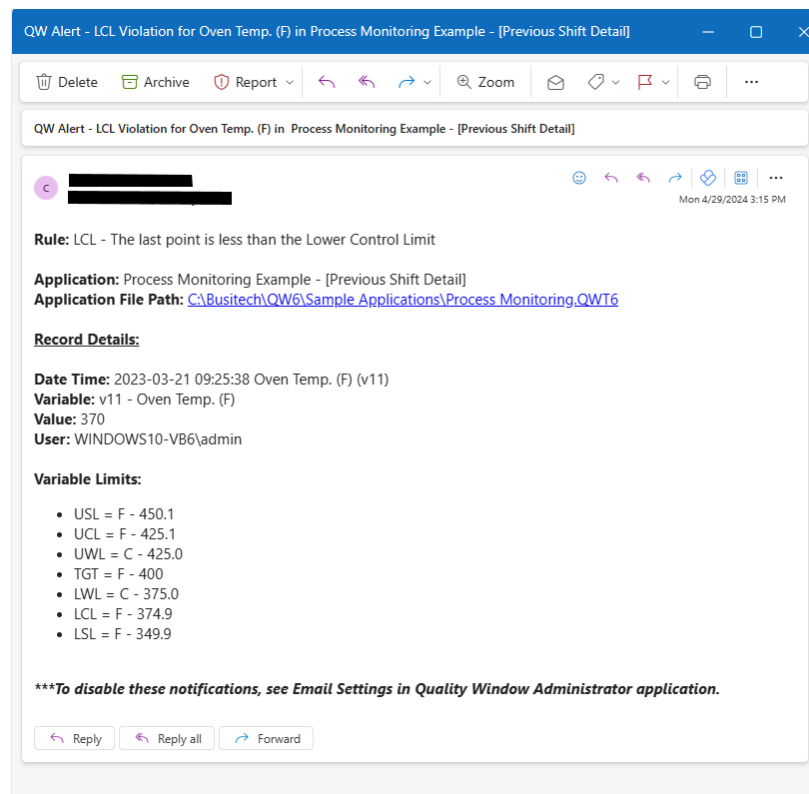 QW Alert - LCL Violation for Oven Temp. (F) in Process Monitoring Example - [Previous Shift Detail]
Delete Archive Report Zoom
QW Alert - LCL Violation for Oven Temp. (F) in  Process Monitoring Example - [Previous Shift Detail]
C
Mon 4/29/2024 3:15 PM
Rule: LCL - The last point is less than the Lower Control Limit
Application: Process Monitoring Example - [Previous Shift Detail]
Application File Path: C:\Busitech\QW6\Sample Applications\Process Monitoring.QWT6
Record Details:
Date Time: 2023-03-21 09:25:38 Oven Temp. (F) (v11)
Variable: v11 - Oven Temp. (F)
Value: 370
User: WINDOWS10-VB6\admin
Variable Limits:
• USL = F - 450.1
• UCL = F - 425.1
• UWL = C - 425.0
• TGT = F - 400
• LWL = C - 375.0
• LCL = F - 374.9
• LSL = F - 349.9
***To disable these notifications, see Email Settings in Quality Window Administrator application.
Reply Reply all Forward